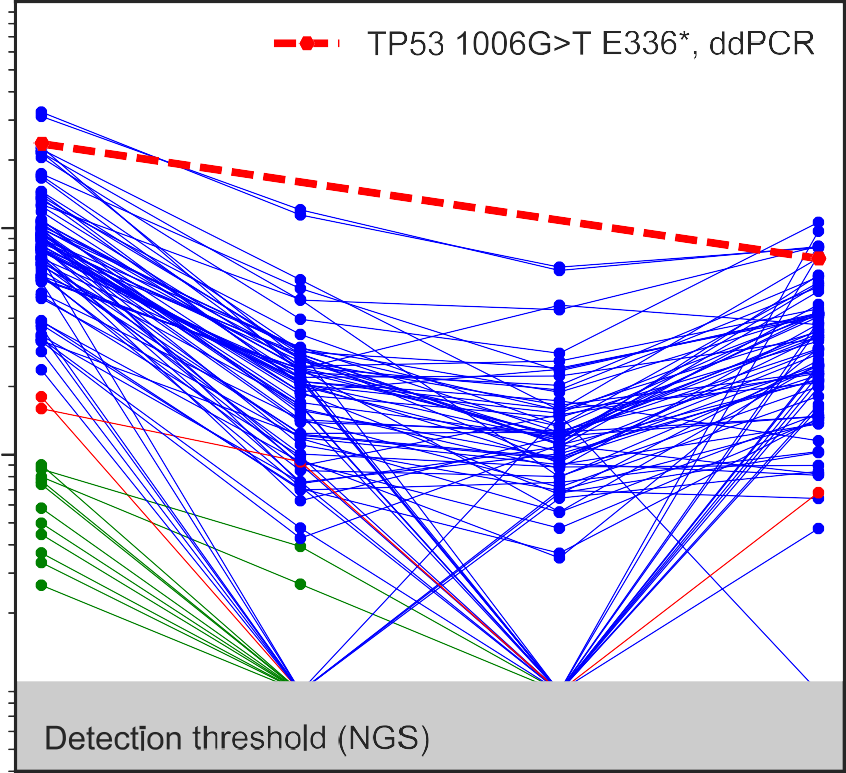 TP53 1006G>T E336*, ddPCR
Detection threshold (NGS)